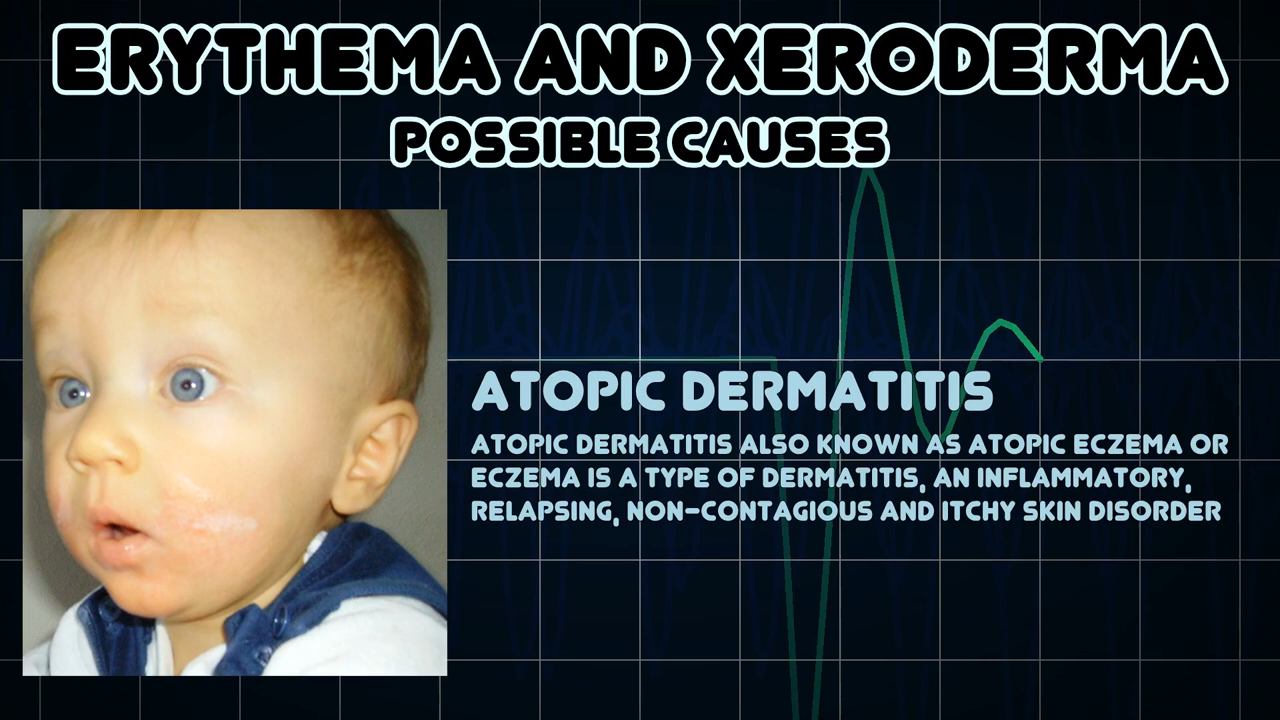 ERYTHEMA AND XERODERMA
POSSIBLE CAUSES
ATOPIC DERMATITIS
ATOPIC DERMATITIS ALSO KNOWN AS ATOPIC ECZEMA OR
ECZEMA IS A TYPE OF DERMATITIS, AN INFLAMMATORY,
RELAPSING, NON-CONTAGIOUS AND ITCHY SKIN DISORDER